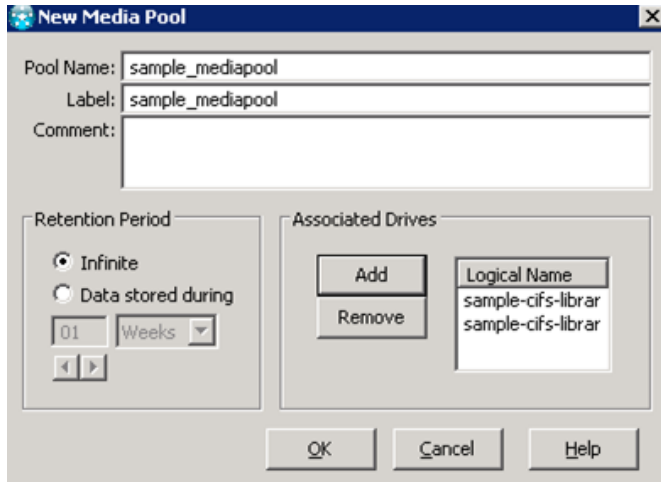 New Media Pool
Pool Name: sample_mediapool
Label: sample_mediapool
Comment:
Retention Period
Infinite
Data stored during
01 Weeks
Associated Drives
Add
Remove
Logical Name
sample-cifs-librar
sample-cifs-librar
OK Cancel Help